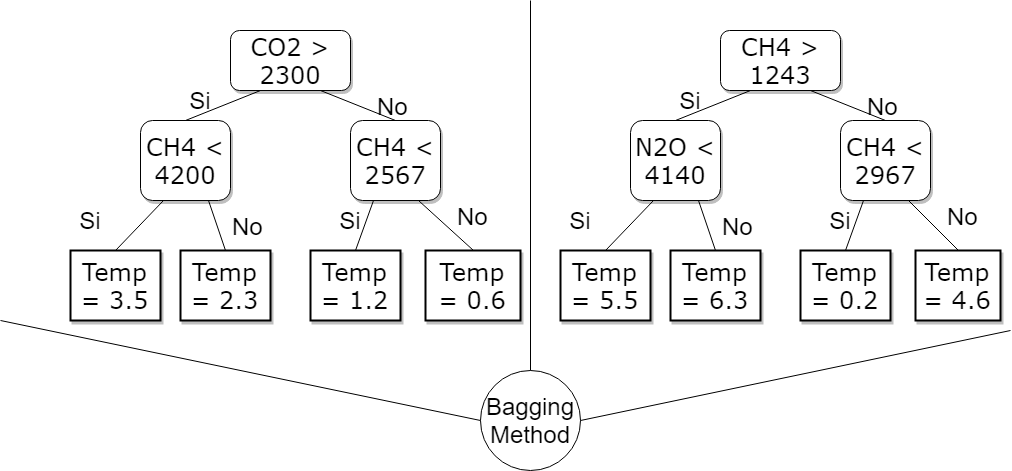 CO2 >
2300
Si
No
CH4 <
4200
CH4 <
2567
Si
No
Si
No
Temp
= 3.5
Temp
= 2.3
Temp
= 1.2
Temp
= 0.6
CH4 >
1243
Si
No
N2O <
4140
CH4 <
2967
Si
No
Si
No
Temp
= 5.5
Temp
= 6.3
Temp
= 0.2
Temp
= 4.6
Bagging
Method